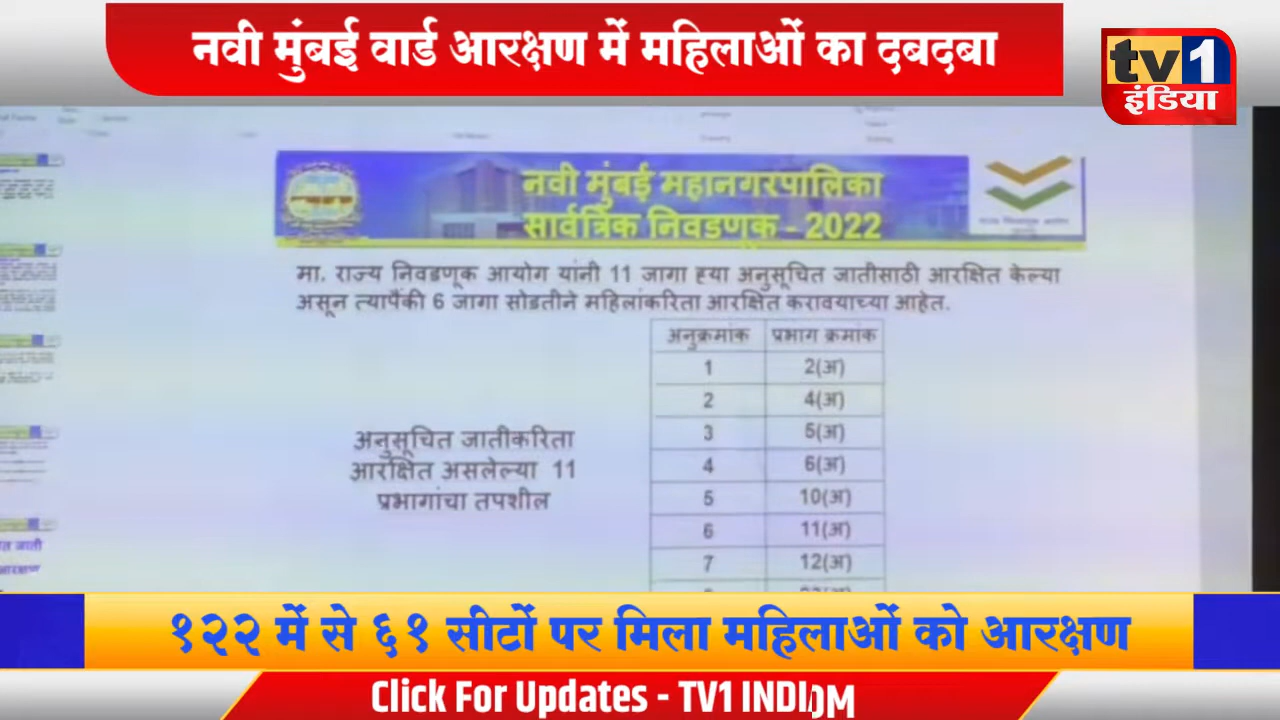 नवी मुंबई वार्ड आरक्षण में महिलाओं का दबदबा
tv1
इंडिया
नवी मुंबई महानगरपालिका
सार्वत्रिक निवडणूक - 2022
मा. राज्य निवडणूक आयोग यांनी 11 जागा ह्या अनुसूचित जातीसाठी आरक्षित केल्या
असून त्यापैकी 6 जागा सोडतीने महिलांकरिता आरक्षित करावयाच्या आहेत.
अनुक्रमांक प्रभाग क्रमांक
1 2(अ)
2 4(अ)
3 5(अ)
4 6(अ)
5 10(अ)
6 11(अ)
7 12(अ)
अनुसूचित जातीकरिता
आरक्षित असलेल्या 11
प्रभागांचा तपशील
१२२ में से ६१ सीटों पर मिला महिलाओं को आरक्षण
Click For Updates - TV1 INDI